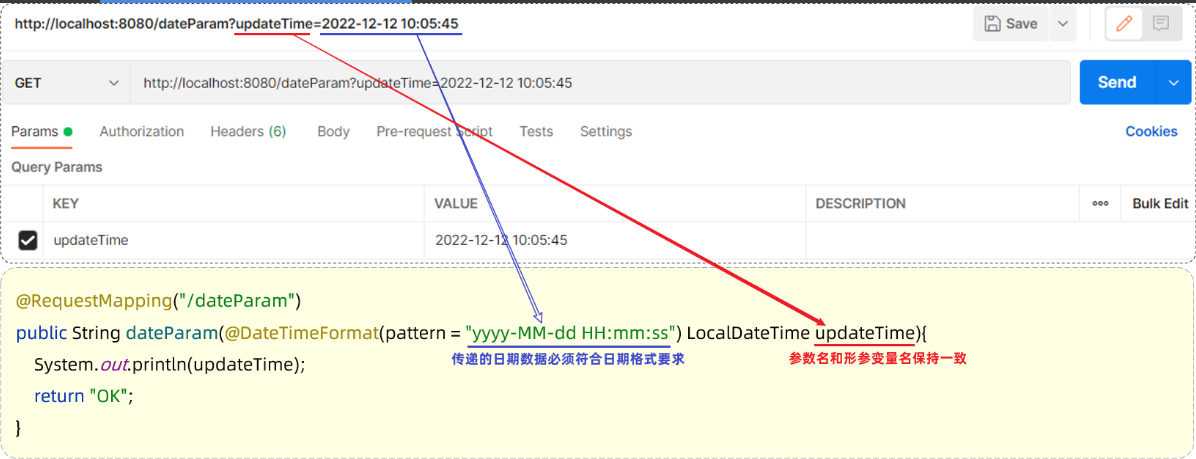 http://localhost:8080/dateParam?updateTime=2022-12-12 10:05:45
Save
GET
http://localhost:8080/dateParam?updateTime=2022-12-12 10:05:45
Send
Params
Authorization
Headers (6)
Body
Pre-request Script
Tests
Settings
Cookies
Query Params
KEY
VALUE
DESCRIPTION
Bulk Edit
updateTime
2022-12-12 10:05:45
@RequestMapping("/dateParam")
public String dateParam(@DateTimeFormat(pattern = "yyyy-MM-dd HH:mm:ss") LocalDateTime updateTime){
传递的日期数据必须符合日期格式要求
参数名和形参变量名保持一致
System.out.println(updateTime);
return "OK";
}